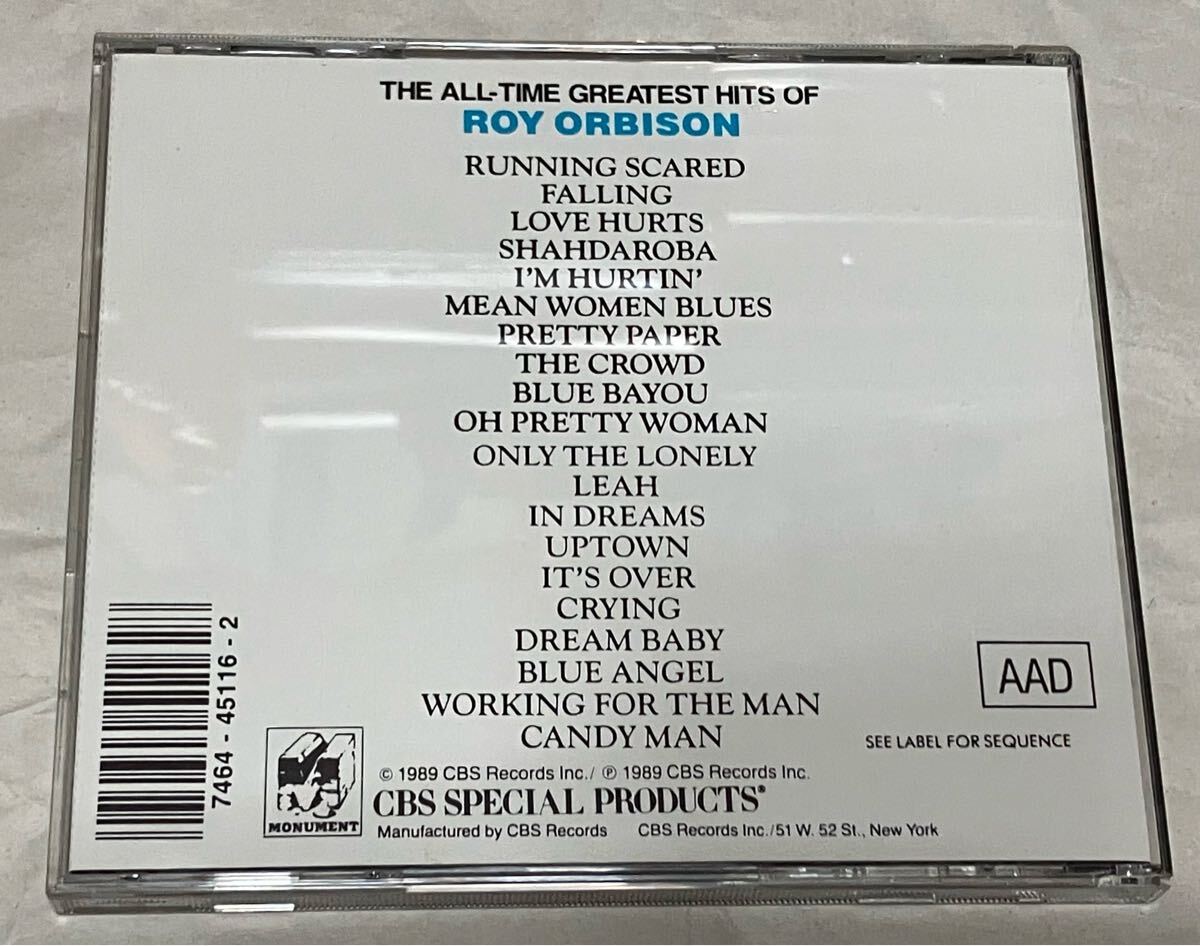 THE ALL-TIME GREATEST HITS OF
ROY ORBISON
RUNNING SCARED
FALLING
LOVE HURTS
SHAHDAROBA
I'M HURTIN'
MEAN WOMEN BLUES
PRETTY PAPER
THE CROWD
BLUE BAYOU
OH PRETTY WOMAN
ONLY THE LONELY
LEAH
IN DREAMS
UPTOWN
IT'S OVER
CRYING
DREAM BABY
BLUE ANGEL
WORKING FOR THE MAN
CANDY MAN
AAD
SEE LABEL FOR SEQUENCE
7464 - 45116 - 2
MONUMENT
© 1989 CBS Records Inc./ ℗ 1989 CBS Records Inc.
CBS SPECIAL PRODUCTS®
Manufactured by CBS Records CBS Records Inc./51 W. 52 St., New York